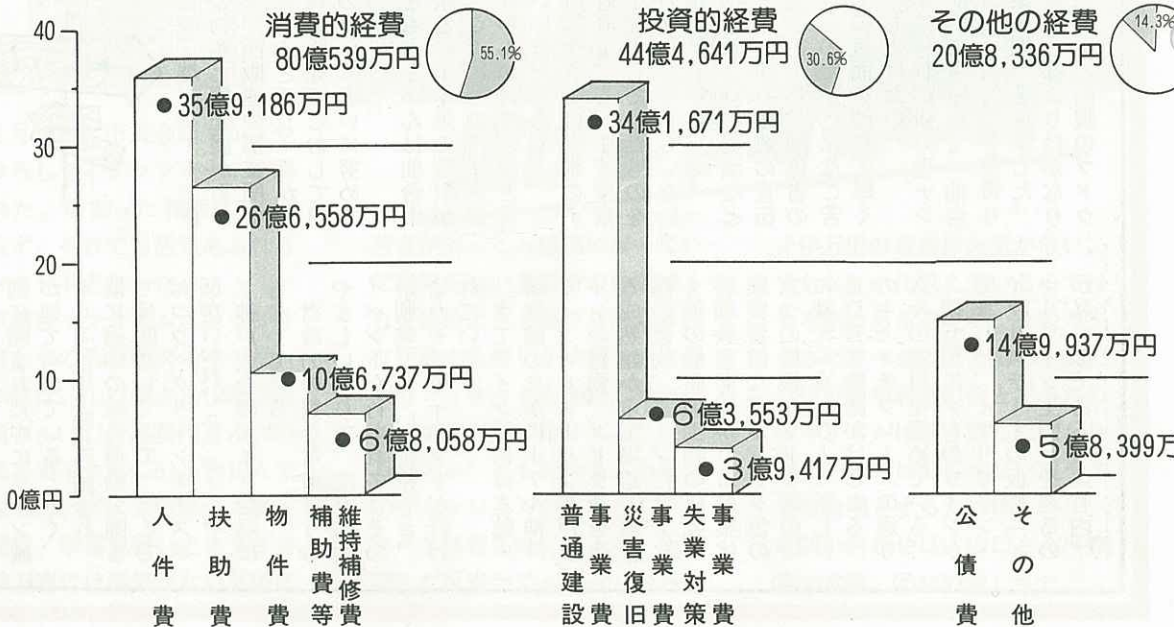 消費的経費
80億539万円
55.1%
投資的経費
44億4,641万円
30.6%
その他の経費
20億8,336万円
14.3%
40
30
20
10
0億円
35億9,186万円
26億6,558万円
10億6,737万円
6億8,058万円
34億1,671万円
6億3,553万円
3億9,417万円
14億9,937万円
5億8,399万
人件費
扶助費
物件費
補助費等
維持補修費
普通建設
事業費
災害復旧
事業費
失業対策
事業費
公債費
その他